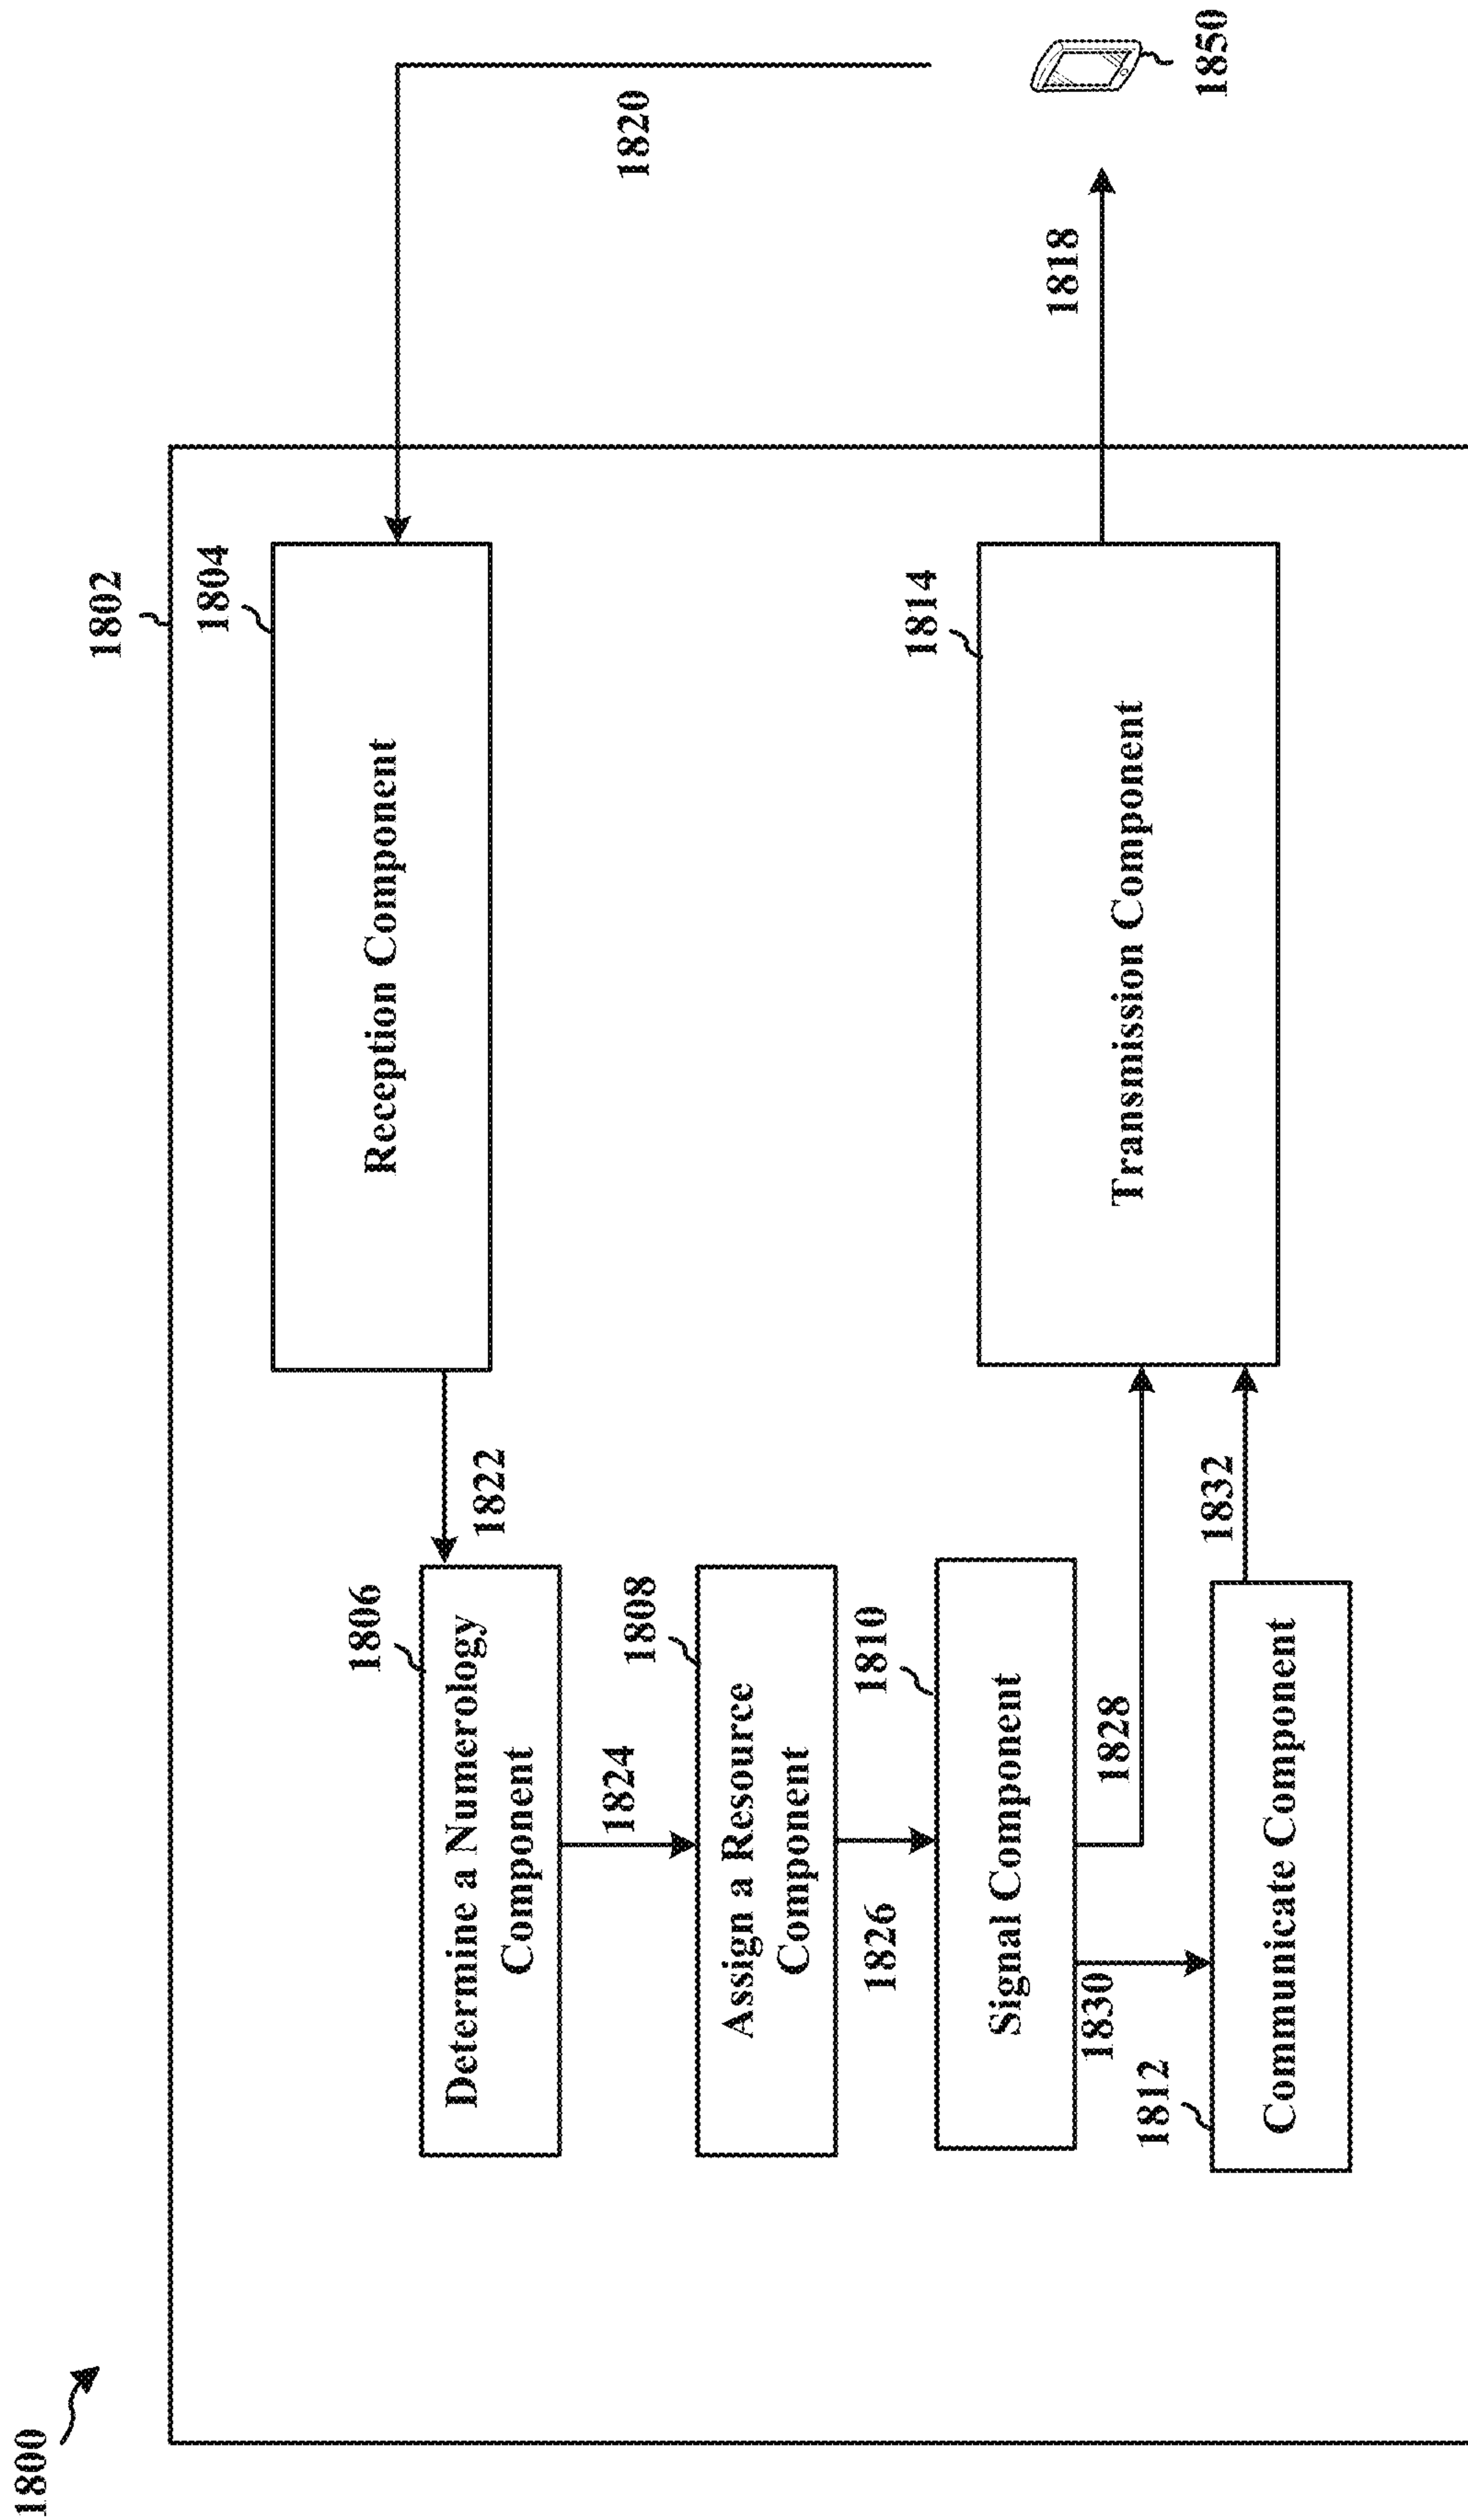 1800
1802
1804
Reception Component
1820
1822
1806
Determine a Numerology
Component
1824
1808
Assign a Resource
Component
1826
1810
Signal Component
1828
1830
1812
Communicate Component
1832
1814
Transmission Component
1818
1850